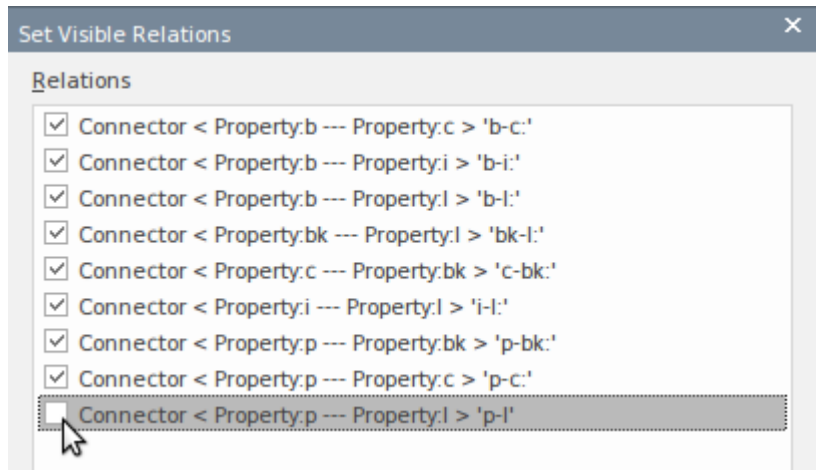 Set Visible Relations
Relations
Connector < Property:b --- Property:c > 'b-c:'
Connector < Property:b --- Property:i > 'b-i:'
Connector < Property:b --- Property:l > 'b-l:'
Connector < Property:bk --- Property:l > 'bk-l:'
Connector < Property:c --- Property:bk > 'c-bk:'
Connector < Property:i --- Property:l > 'i-l:'
Connector < Property:p --- Property:bk > 'p-bk:'
Connector < Property:p --- Property:c > 'p-c:'
Connector < Property:p --- Property:l > 'p-l'